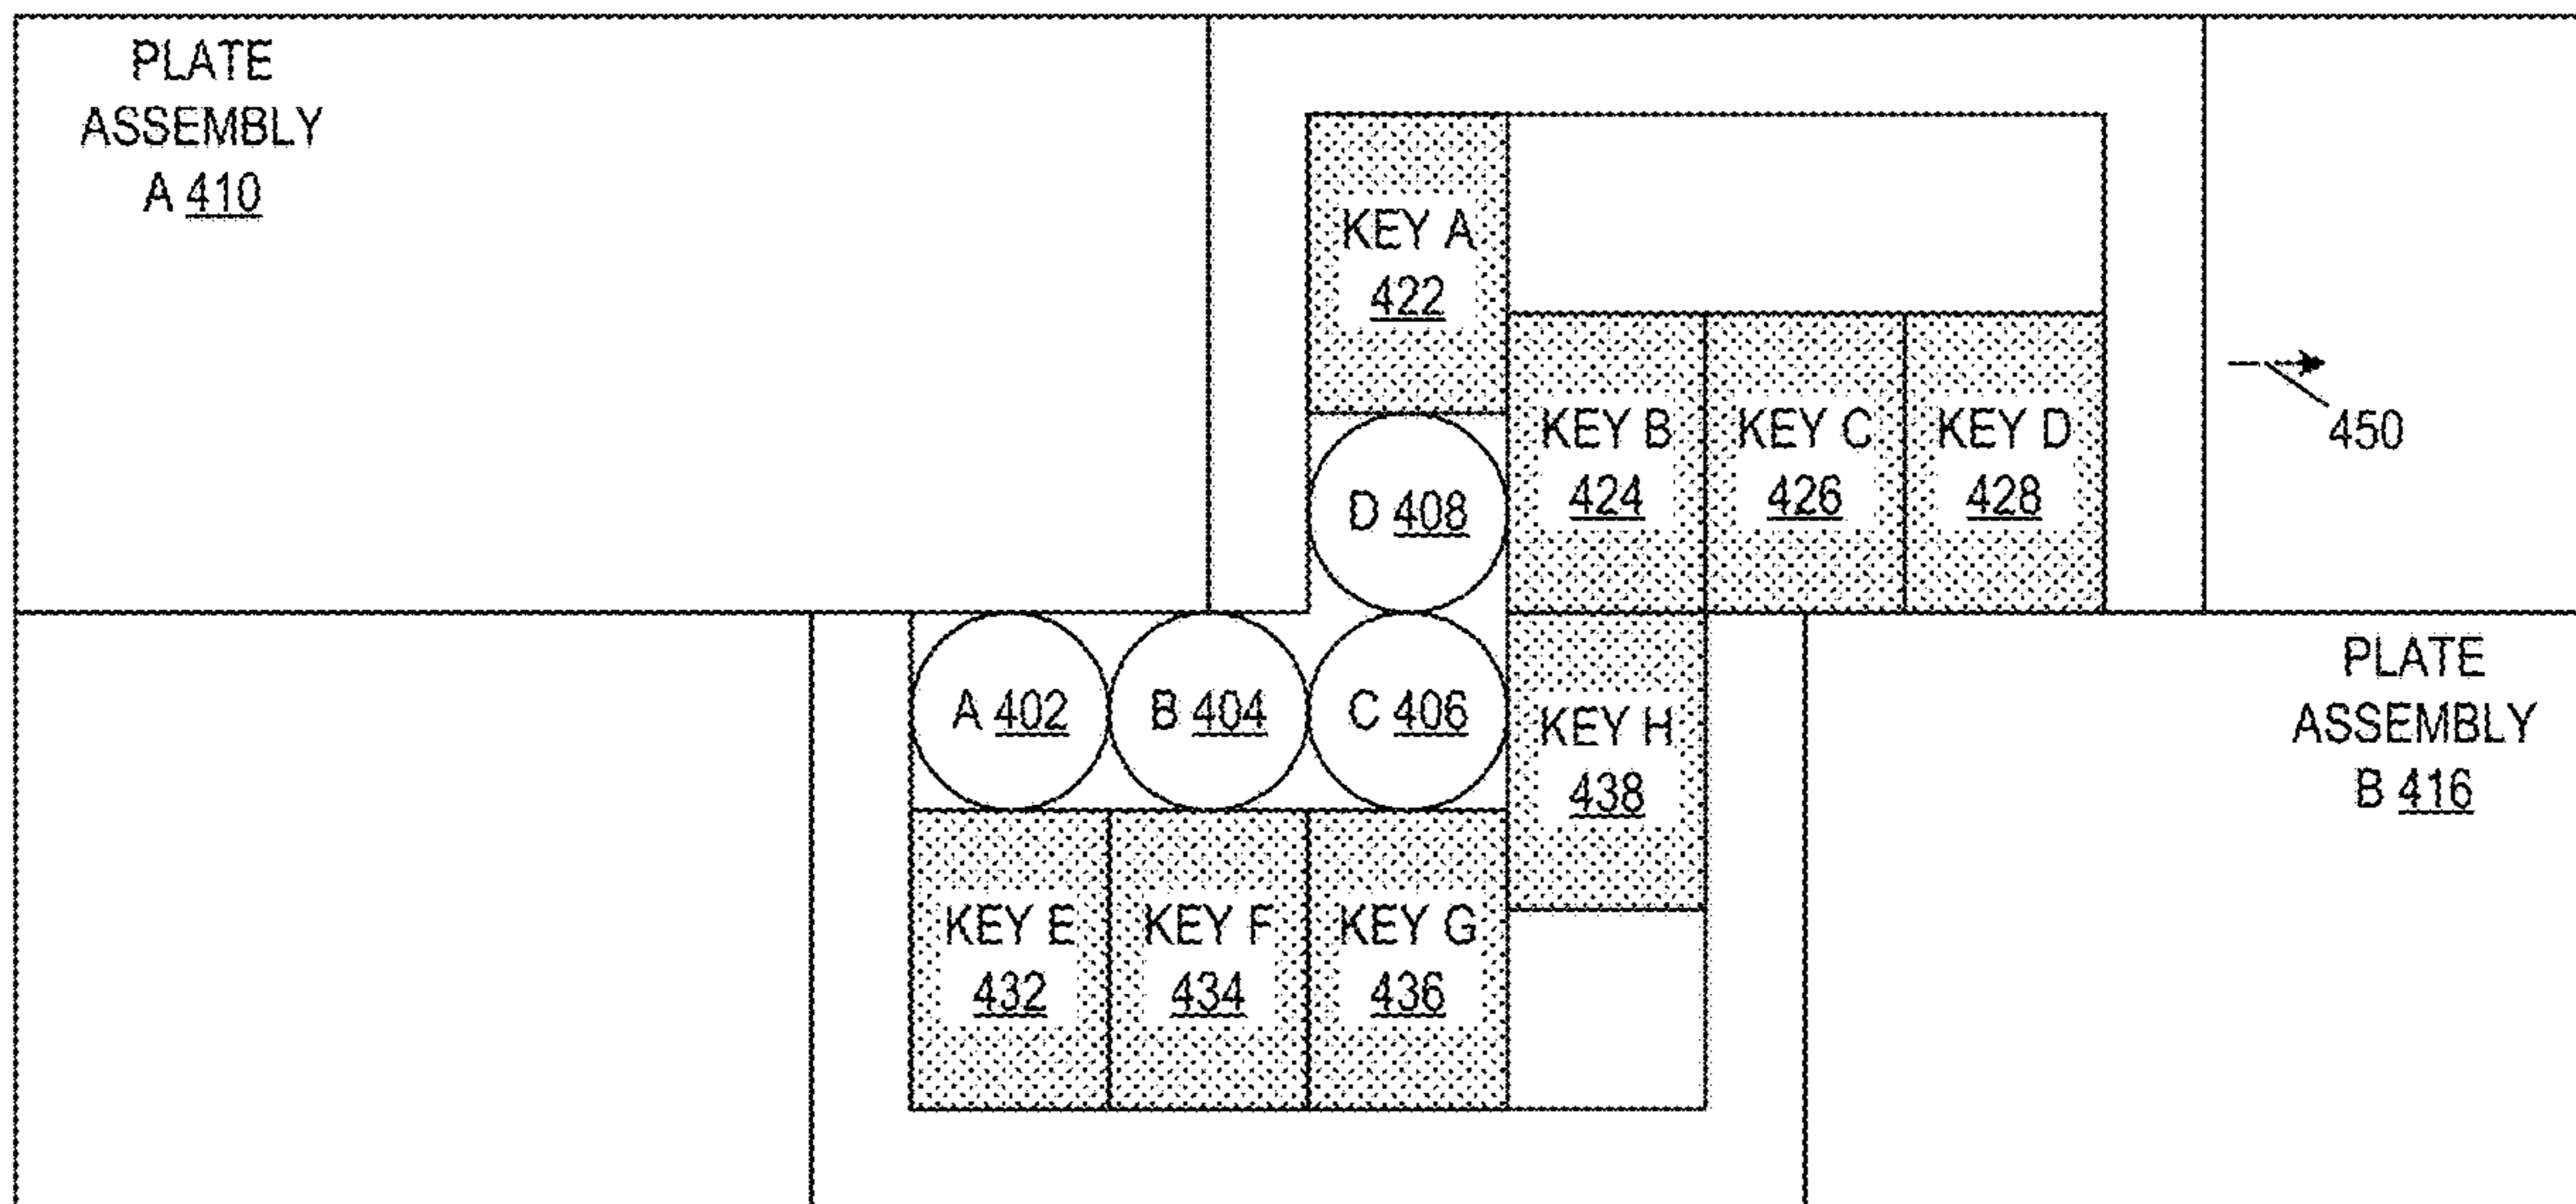 PLATE
ASSEMBLY
A 410
KEY A
422
KEY B
424
KEY C
426
KEY D
428
450
D 408
A 402
B 404
C 406
KEY H
438
PLATE
ASSEMBLY
B 416
KEY E
432
KEY F
434
KEY G
436